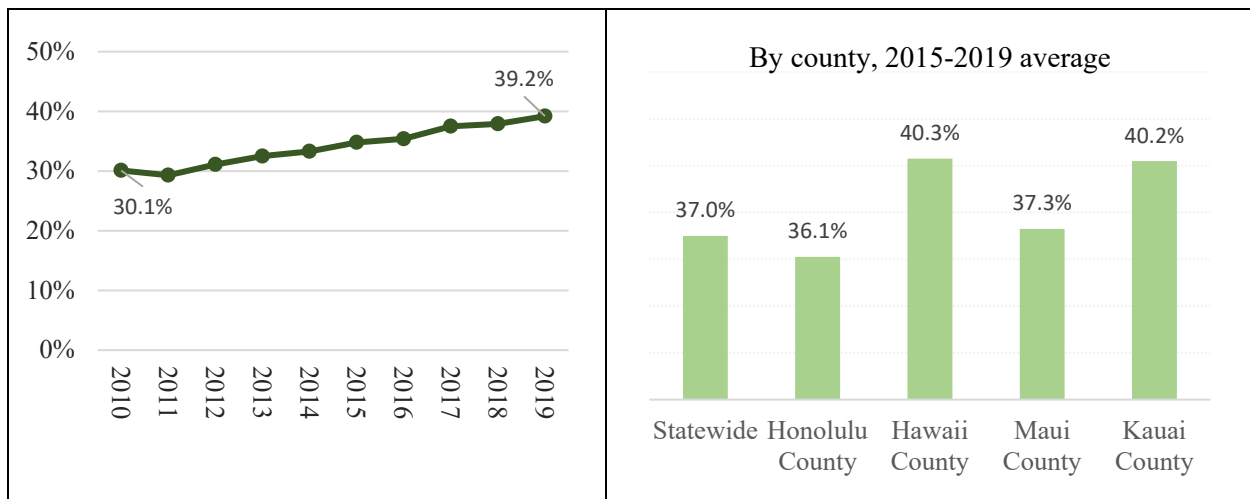 50%
40%
30%
20%
10%
0%
39.2%
30.1%
2010
2011
2012
2013
2014
2015
2016
2017
2018
2019
By county, 2015-2019 average
37.0%
36.1%
40.3%
37.3%
40.2%
Statewide
Honolulu
County
Hawaii
County
Maui
County
Kauai
County